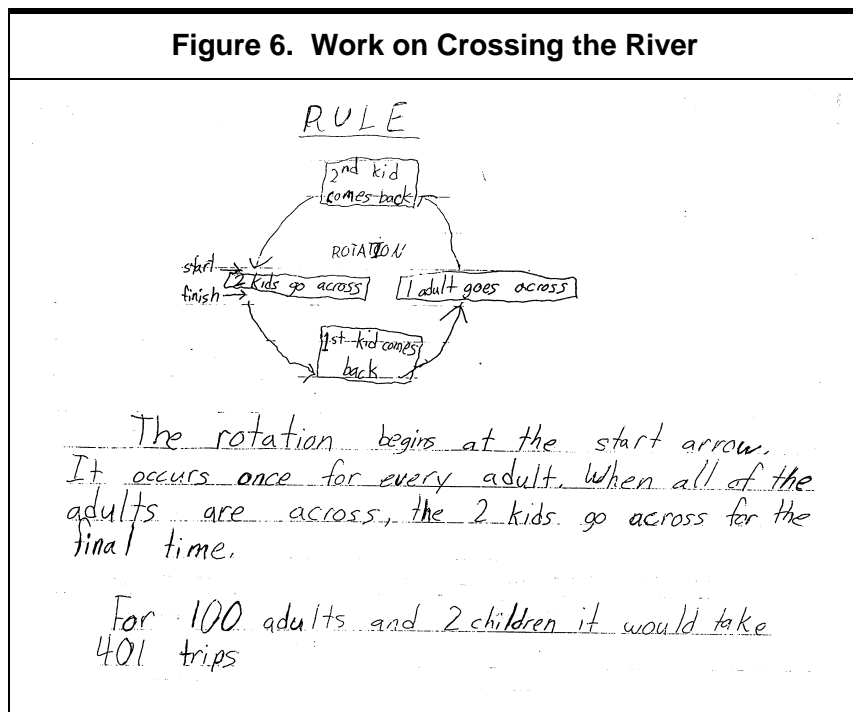 Figure 6. Work on Crossing the River
RULE
2nd kid
comes back
ROTATION
start
2 kids go across
finish
1 adult goes across
1st kid comes
back
The rotation begins at the start arrow.
It occurs once for every adult. When all of the
adults are across, the 2 kids go across for the
final time.
For 100 adults and 2 children it would take
401 trips